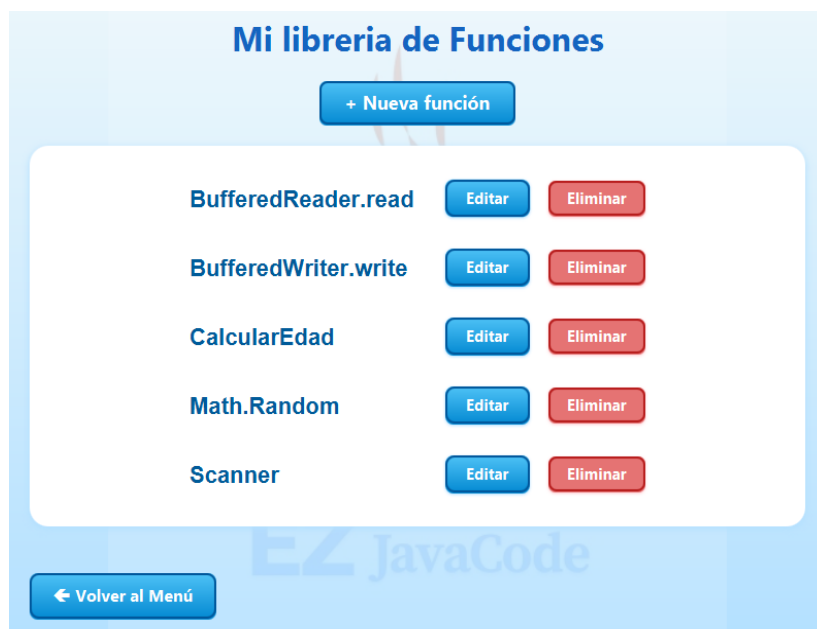 Mi libreria de Funciones
+ Nueva función
BufferedReader.read Editar Eliminar
BufferedWriter.write Editar Eliminar
CalcularEdad Editar Eliminar
Math.Random Editar Eliminar
Scanner Editar Eliminar
EZ JavaCode
🡸 Volver al Menú